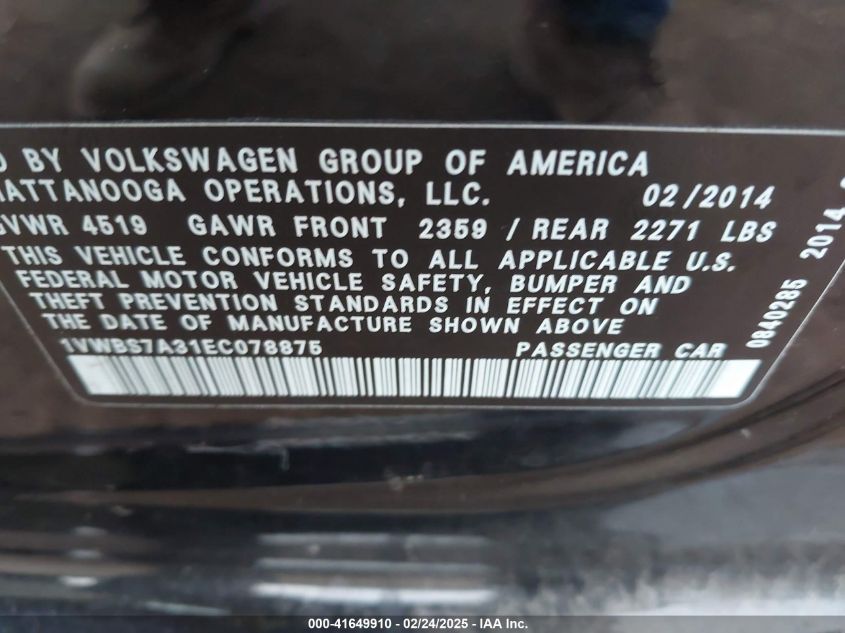 BY VOLKSWAGEN GROUP OF AMERICA
HATTANOOGA OPERATIONS, LLC. 02/2014
GVWR 4519 GAWR FRONT 2359 / REAR 2271 LBS
THIS VEHICLE CONFORMS TO ALL APPLICABLE U.S.
FEDERAL MOTOR VEHICLE SAFETY, BUMPER AND
THEFT PREVENTION STANDARDS IN EFFECT ON
THE DATE OF MANUFACTURE SHOWN ABOVE
1VWBS7A31EC078875 PASSENGER CAR
0840285 2014
000-41649910 - 02/24/2025 - IAA Inc.